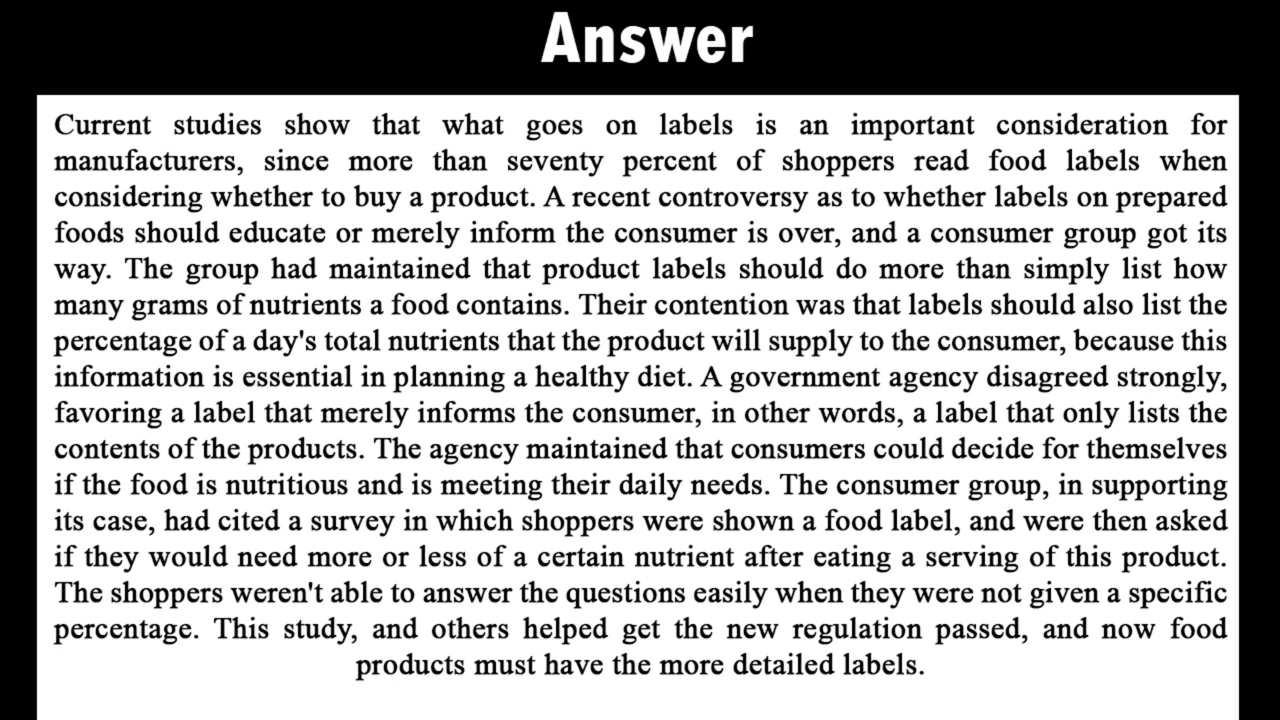 Answer
Current studies show that what goes on labels is an important consideration for
manufacturers, since more than seventy percent of shoppers read food labels when
considering whether to buy a product. A recent controversy as to whether labels on prepared
foods should educate or merely inform the consumer is over, and a consumer group got its
way. The group had maintained that product labels should do more than simply list how
many grams of nutrients a food contains. Their contention was that labels should also list the
percentage of a day's total nutrients that the product will supply to the consumer, because this
information is essential in planning a healthy diet. A government agency disagreed strongly,
favoring a label that merely informs the consumer, in other words, a label that only lists the
contents of the products. The agency maintained that consumers could decide for themselves
if the food is nutritious and is meeting their daily needs. The consumer group, in supporting
its case, had cited a survey in which shoppers were shown a food label, and were then asked
if they would need more or less of a certain nutrient after eating a serving of this product.
The shoppers weren't able to answer the questions easily when they were not given a specific
percentage. This study, and others helped get the new regulation passed, and now food
products must have the more detailed labels.